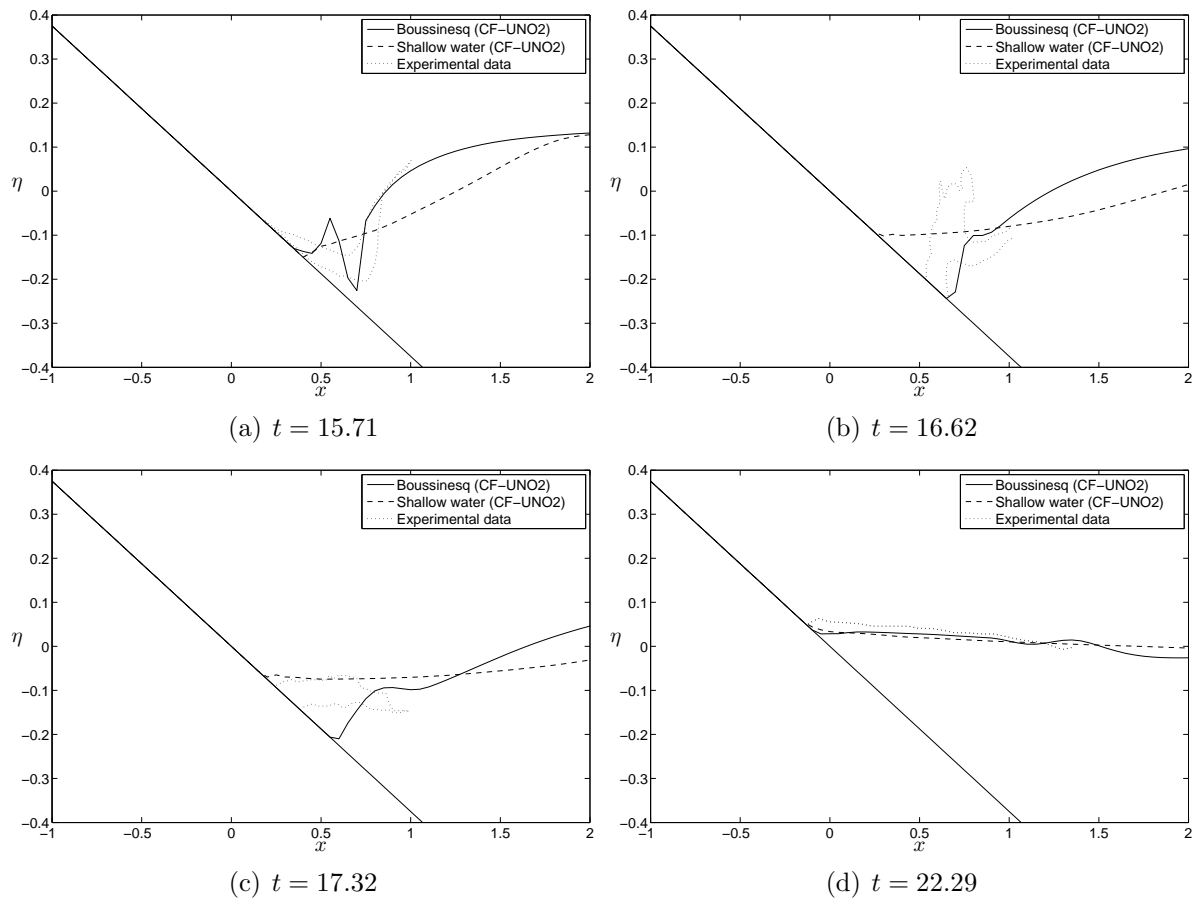 0.4
0.3
0.2
0.1
0
−0.1
−0.2
−0.3
−0.4
η
−1 −0.5 0 0.5 1 1.5 2
x
Boussinesq (CF−UNO2)
Shallow water (CF−UNO2)
Experimental data
(a) t = 15.71
0.4
0.3
0.2
0.1
0
−0.1
−0.2
−0.3
−0.4
η
−1 −0.5 0 0.5 1 1.5 2
x
Boussinesq (CF−UNO2)
Shallow water (CF−UNO2)
Experimental data
(b) t = 16.62
0.4
0.3
0.2
0.1
0
−0.1
−0.2
−0.3
−0.4
η
−1 −0.5 0 0.5 1 1.5 2
x
Boussinesq (CF−UNO2)
Shallow water (CF−UNO2)
Experimental data
(c) t = 17.32
0.4
0.3
0.2
0.1
0
−0.1
−0.2
−0.3
−0.4
η
−1 −0.5 0 0.5 1 1.5 2
x
Boussinesq (CF−UNO2)
Shallow water (CF−UNO2)
Experimental data
(d) t = 22.29